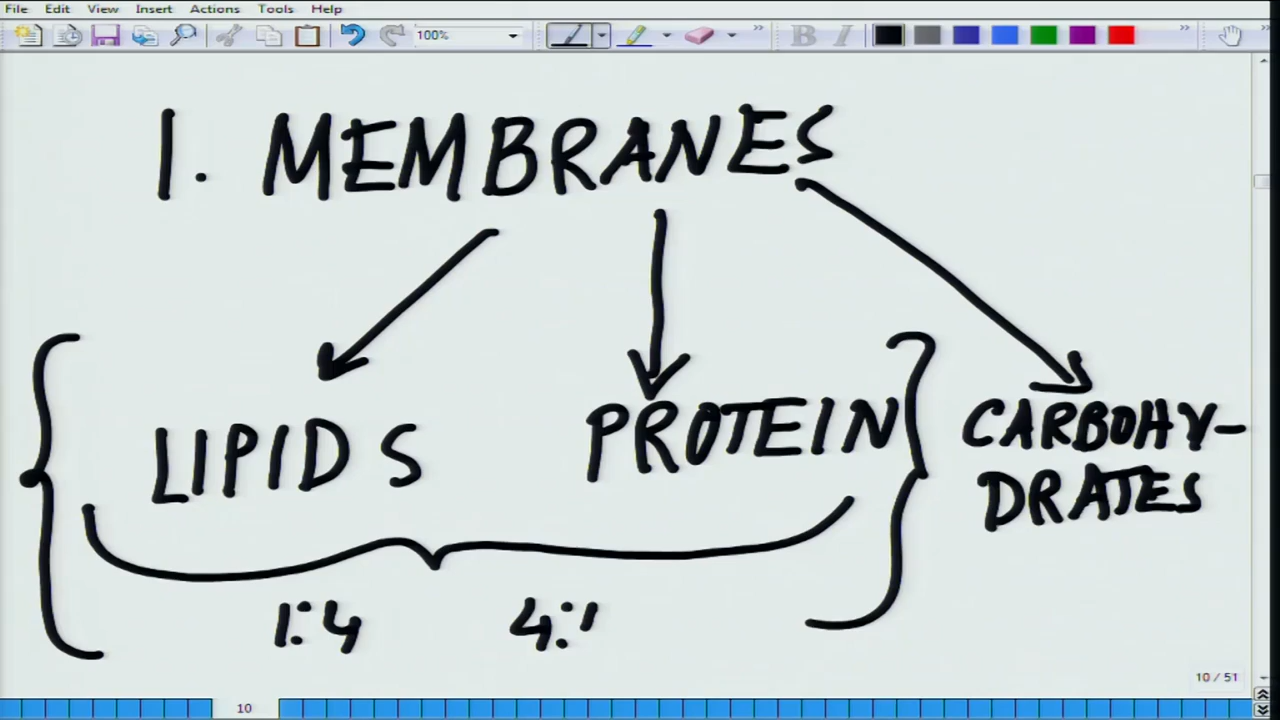 File Edit View Insert Actions Tools Help
100% B I
1. MEMBRANES
LIPIDS PROTEIN CARBOHY-
DRATES
1:4 4:1
10 / 51
10